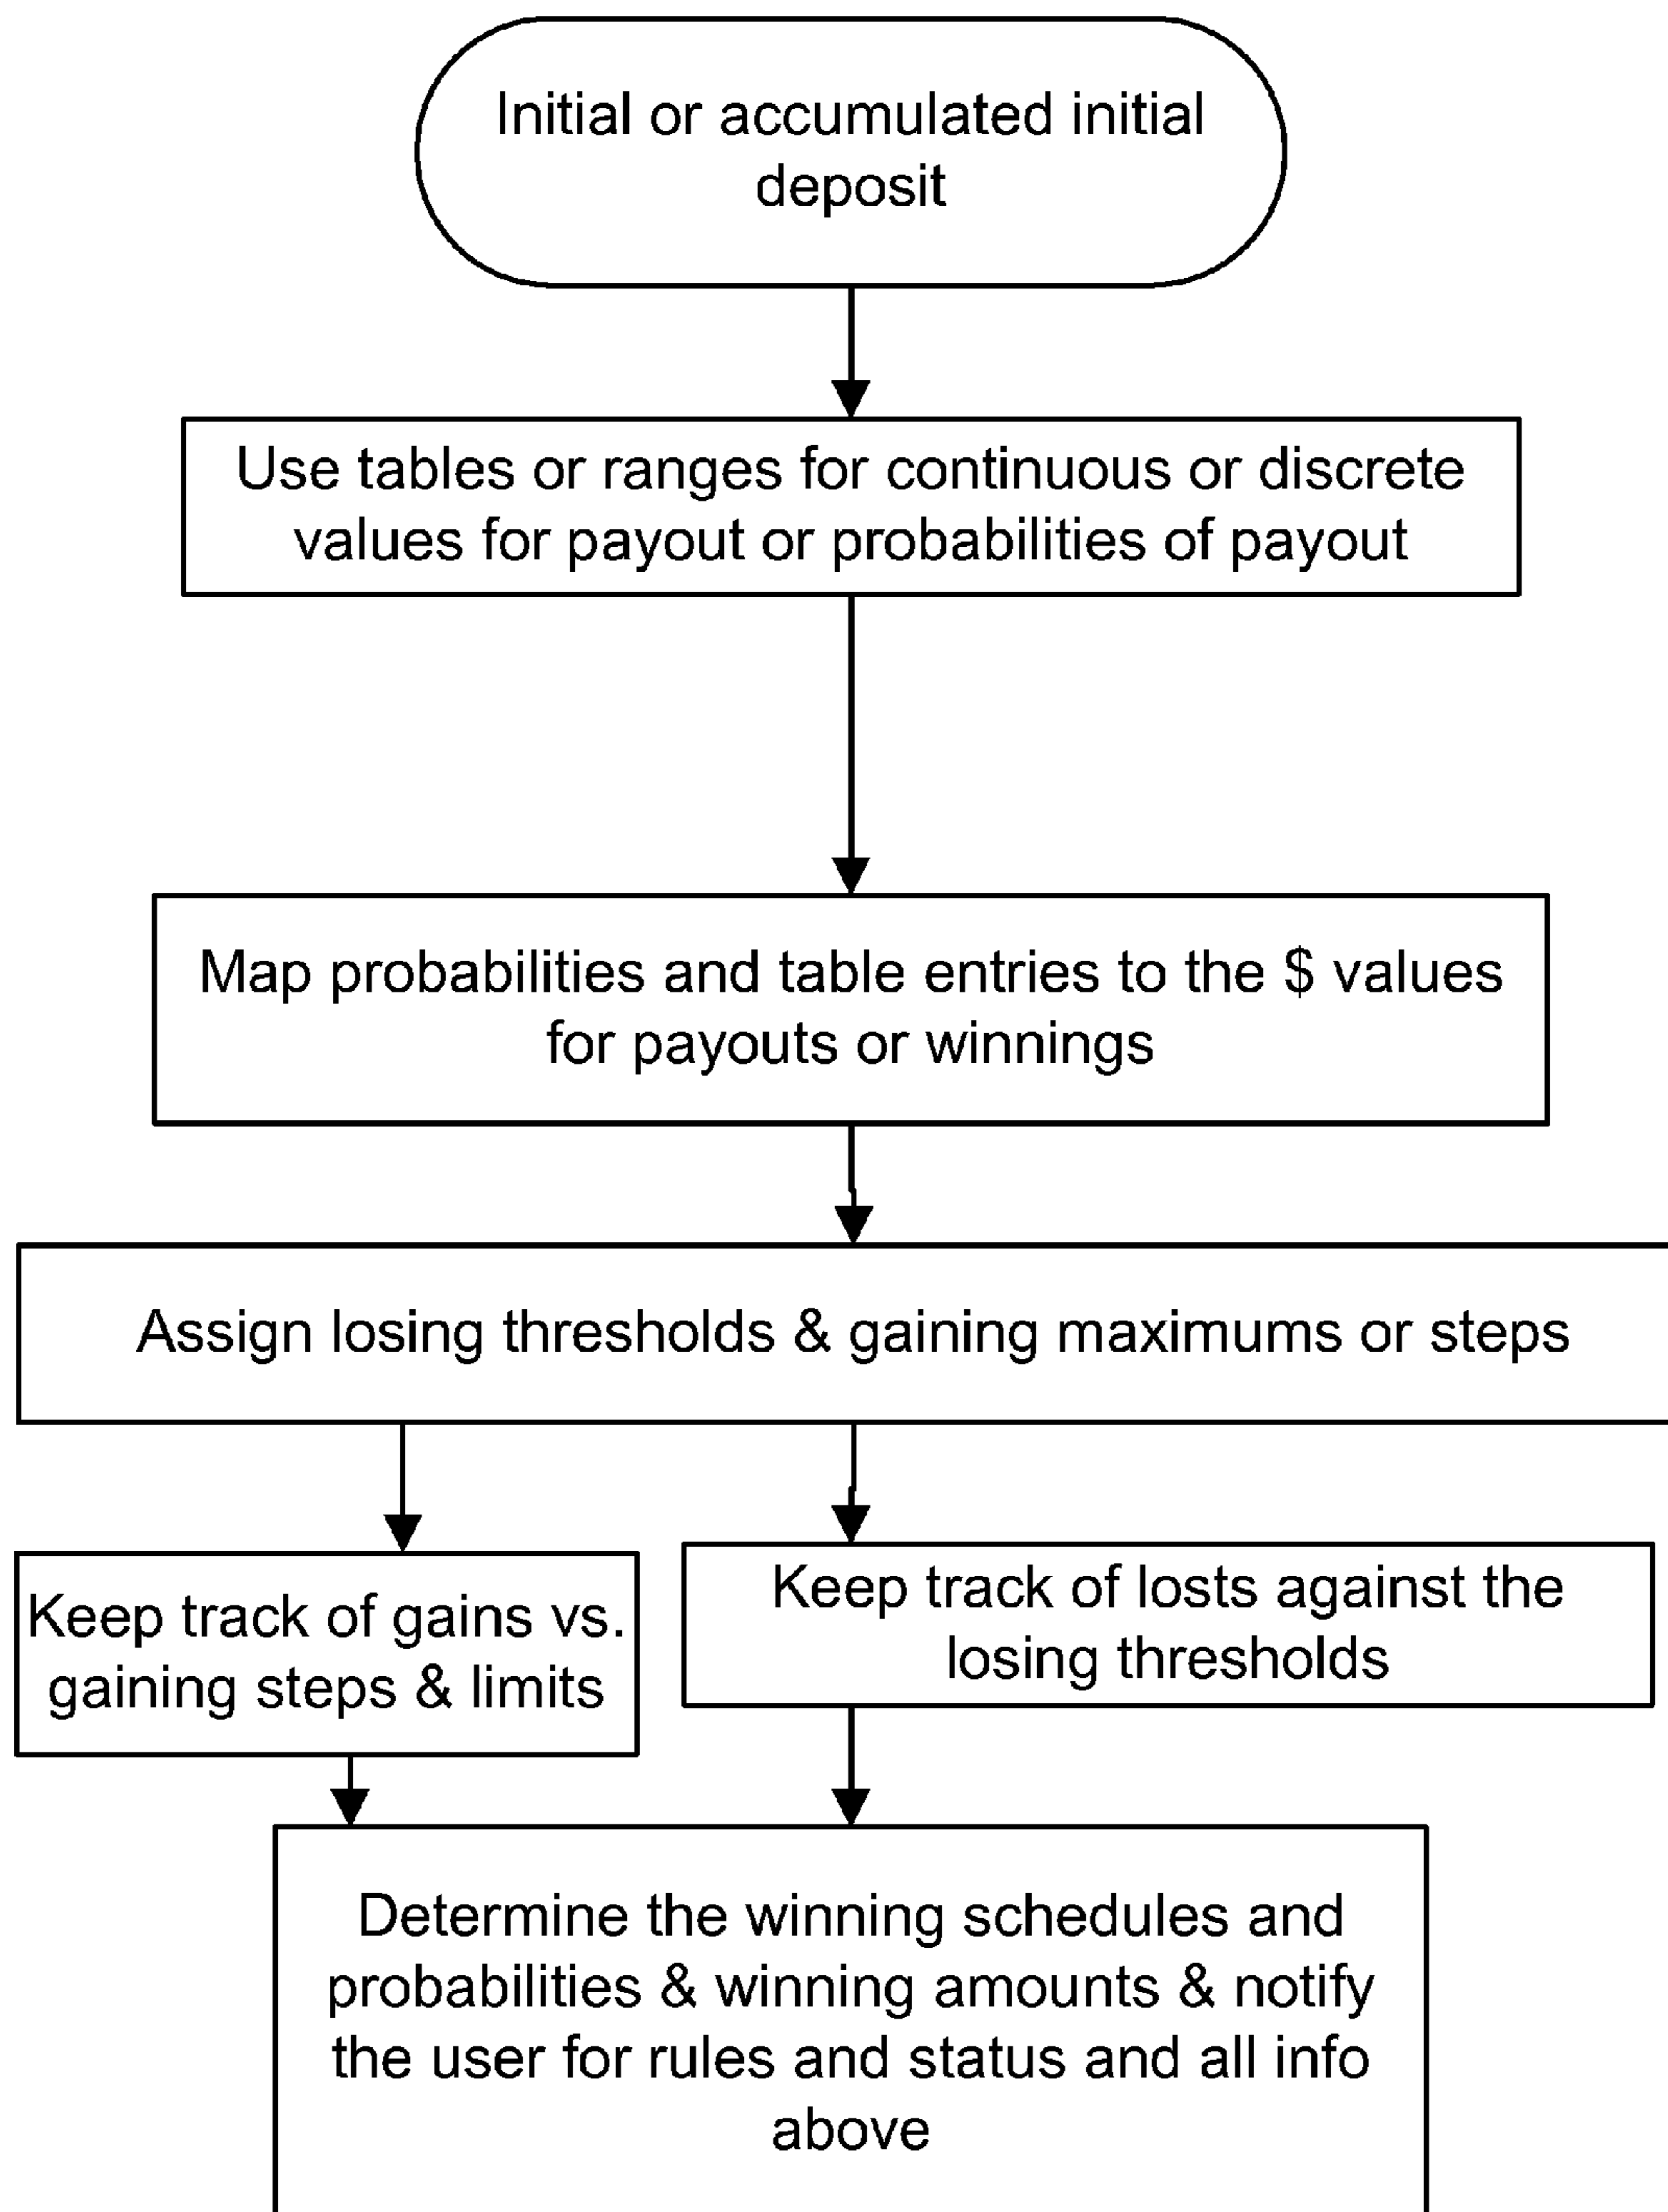 Initial or accumulated initial
deposit
Use tables or ranges for continuous or discrete
values for payout or probabilities of payout
Map probabilities and table entries to the $ values
for payouts or winnings
Assign losing thresholds & gaining maximums or steps
Keep track of gains vs.
gaining steps & limits
Keep track of losts against the
losing thresholds
Determine the winning schedules and
probabilities & winning amounts & notify
the user for rules and status and all info
above